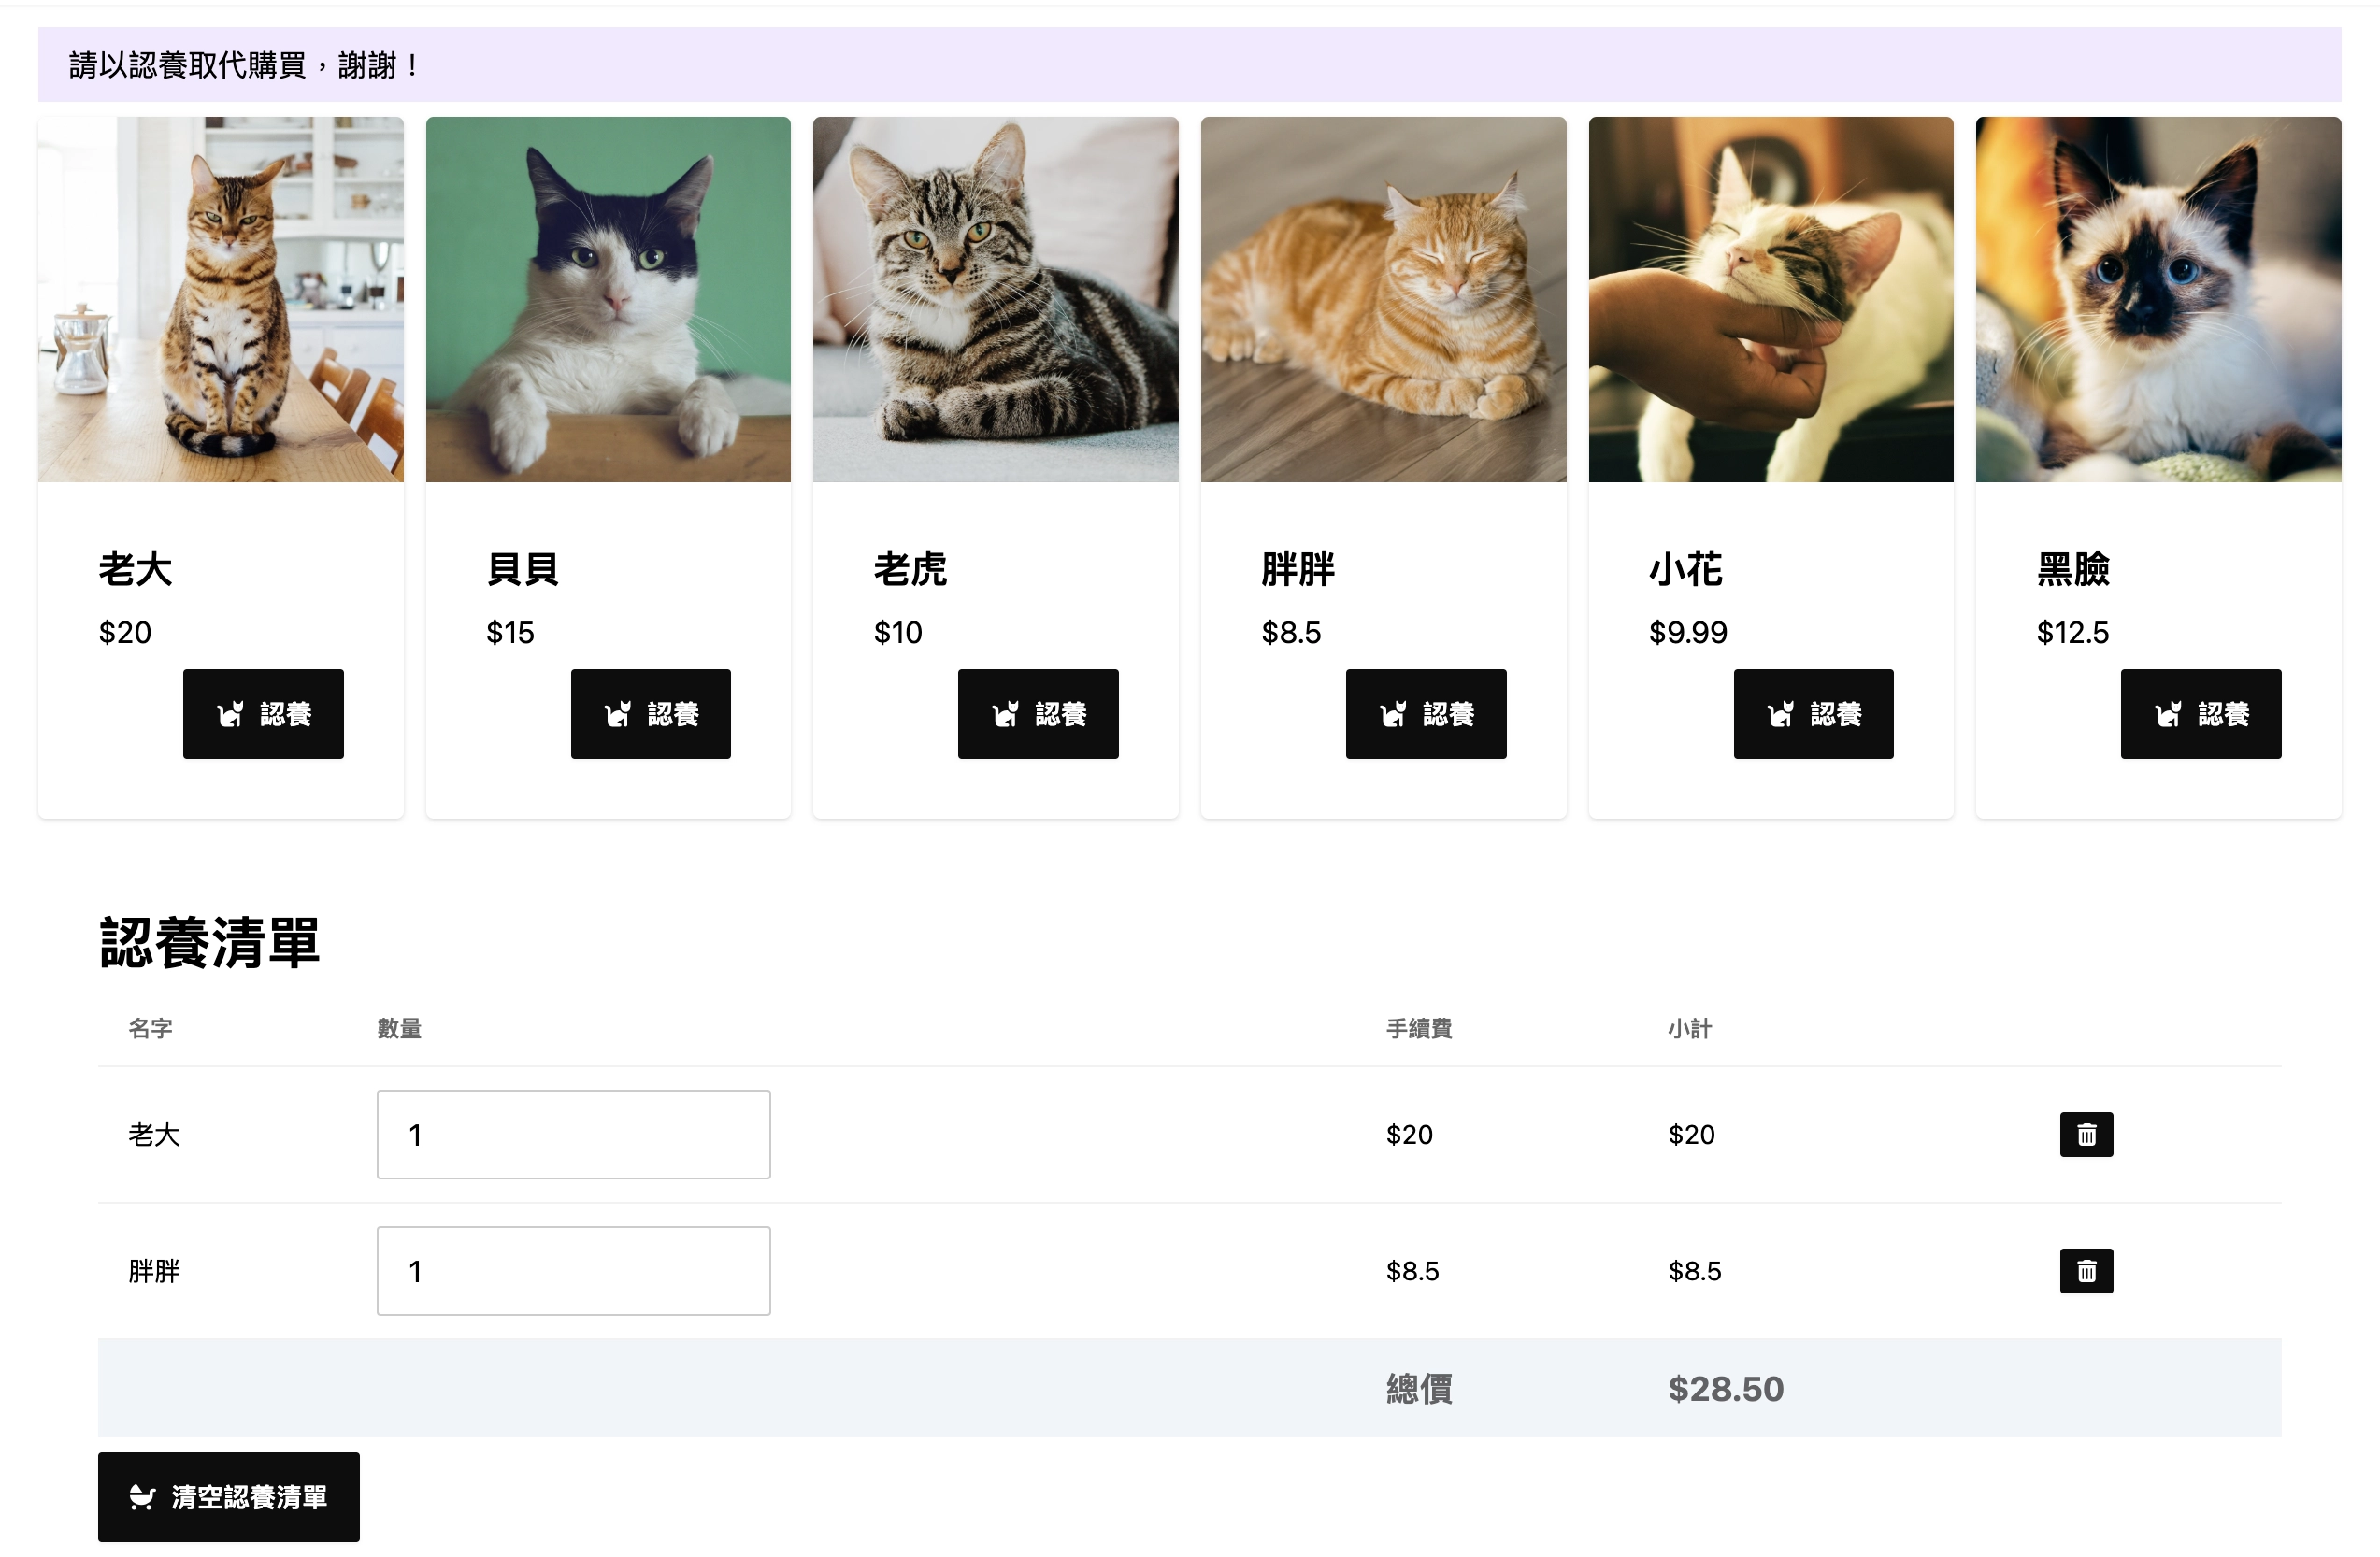 請以認養取代購買，謝謝！
老大
$20
認養
貝貝
$15
認養
老虎
$10
認養
胖胖
$8.5
認養
小花
$9.99
認養
黑臉
$12.5
認養
認養清單
名字 數量 手續費 小計
老大 1 $20 $20
胖胖 1 $8.5 $8.5
總價 $28.50
清空認養清單